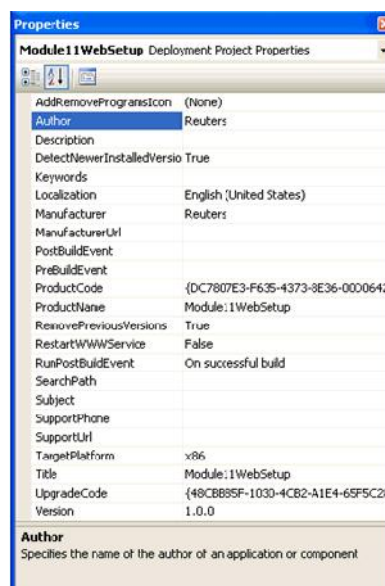 Properties
Module11WebSetup Deployment Project Properties
AddRemoveProgramsIcon (None)
Author Reuters
Description
DetectNewerInstalledVersio True
Keywords
Localization English (United States)
Manufacturer Reuters
ManufacturerUrl
PostBuildEvent
PreBuildEvent
ProductCode {DC7807E3-F635-4373-8E36-0000642
ProductName Module11WebSetup
RemovePreviousVersions True
RestartWWWService False
RunPostBuildEvent On successful build
SearchPath
Subject
SupportPhone
SupportUrl
TargetPlatform x86
Title Module11WebSetup
UpgradeCode {48CBB85F-1030-4CB2-A1E4-65F5C28
Version 1.0.0
Author
Specifies the name of the author of an application or component